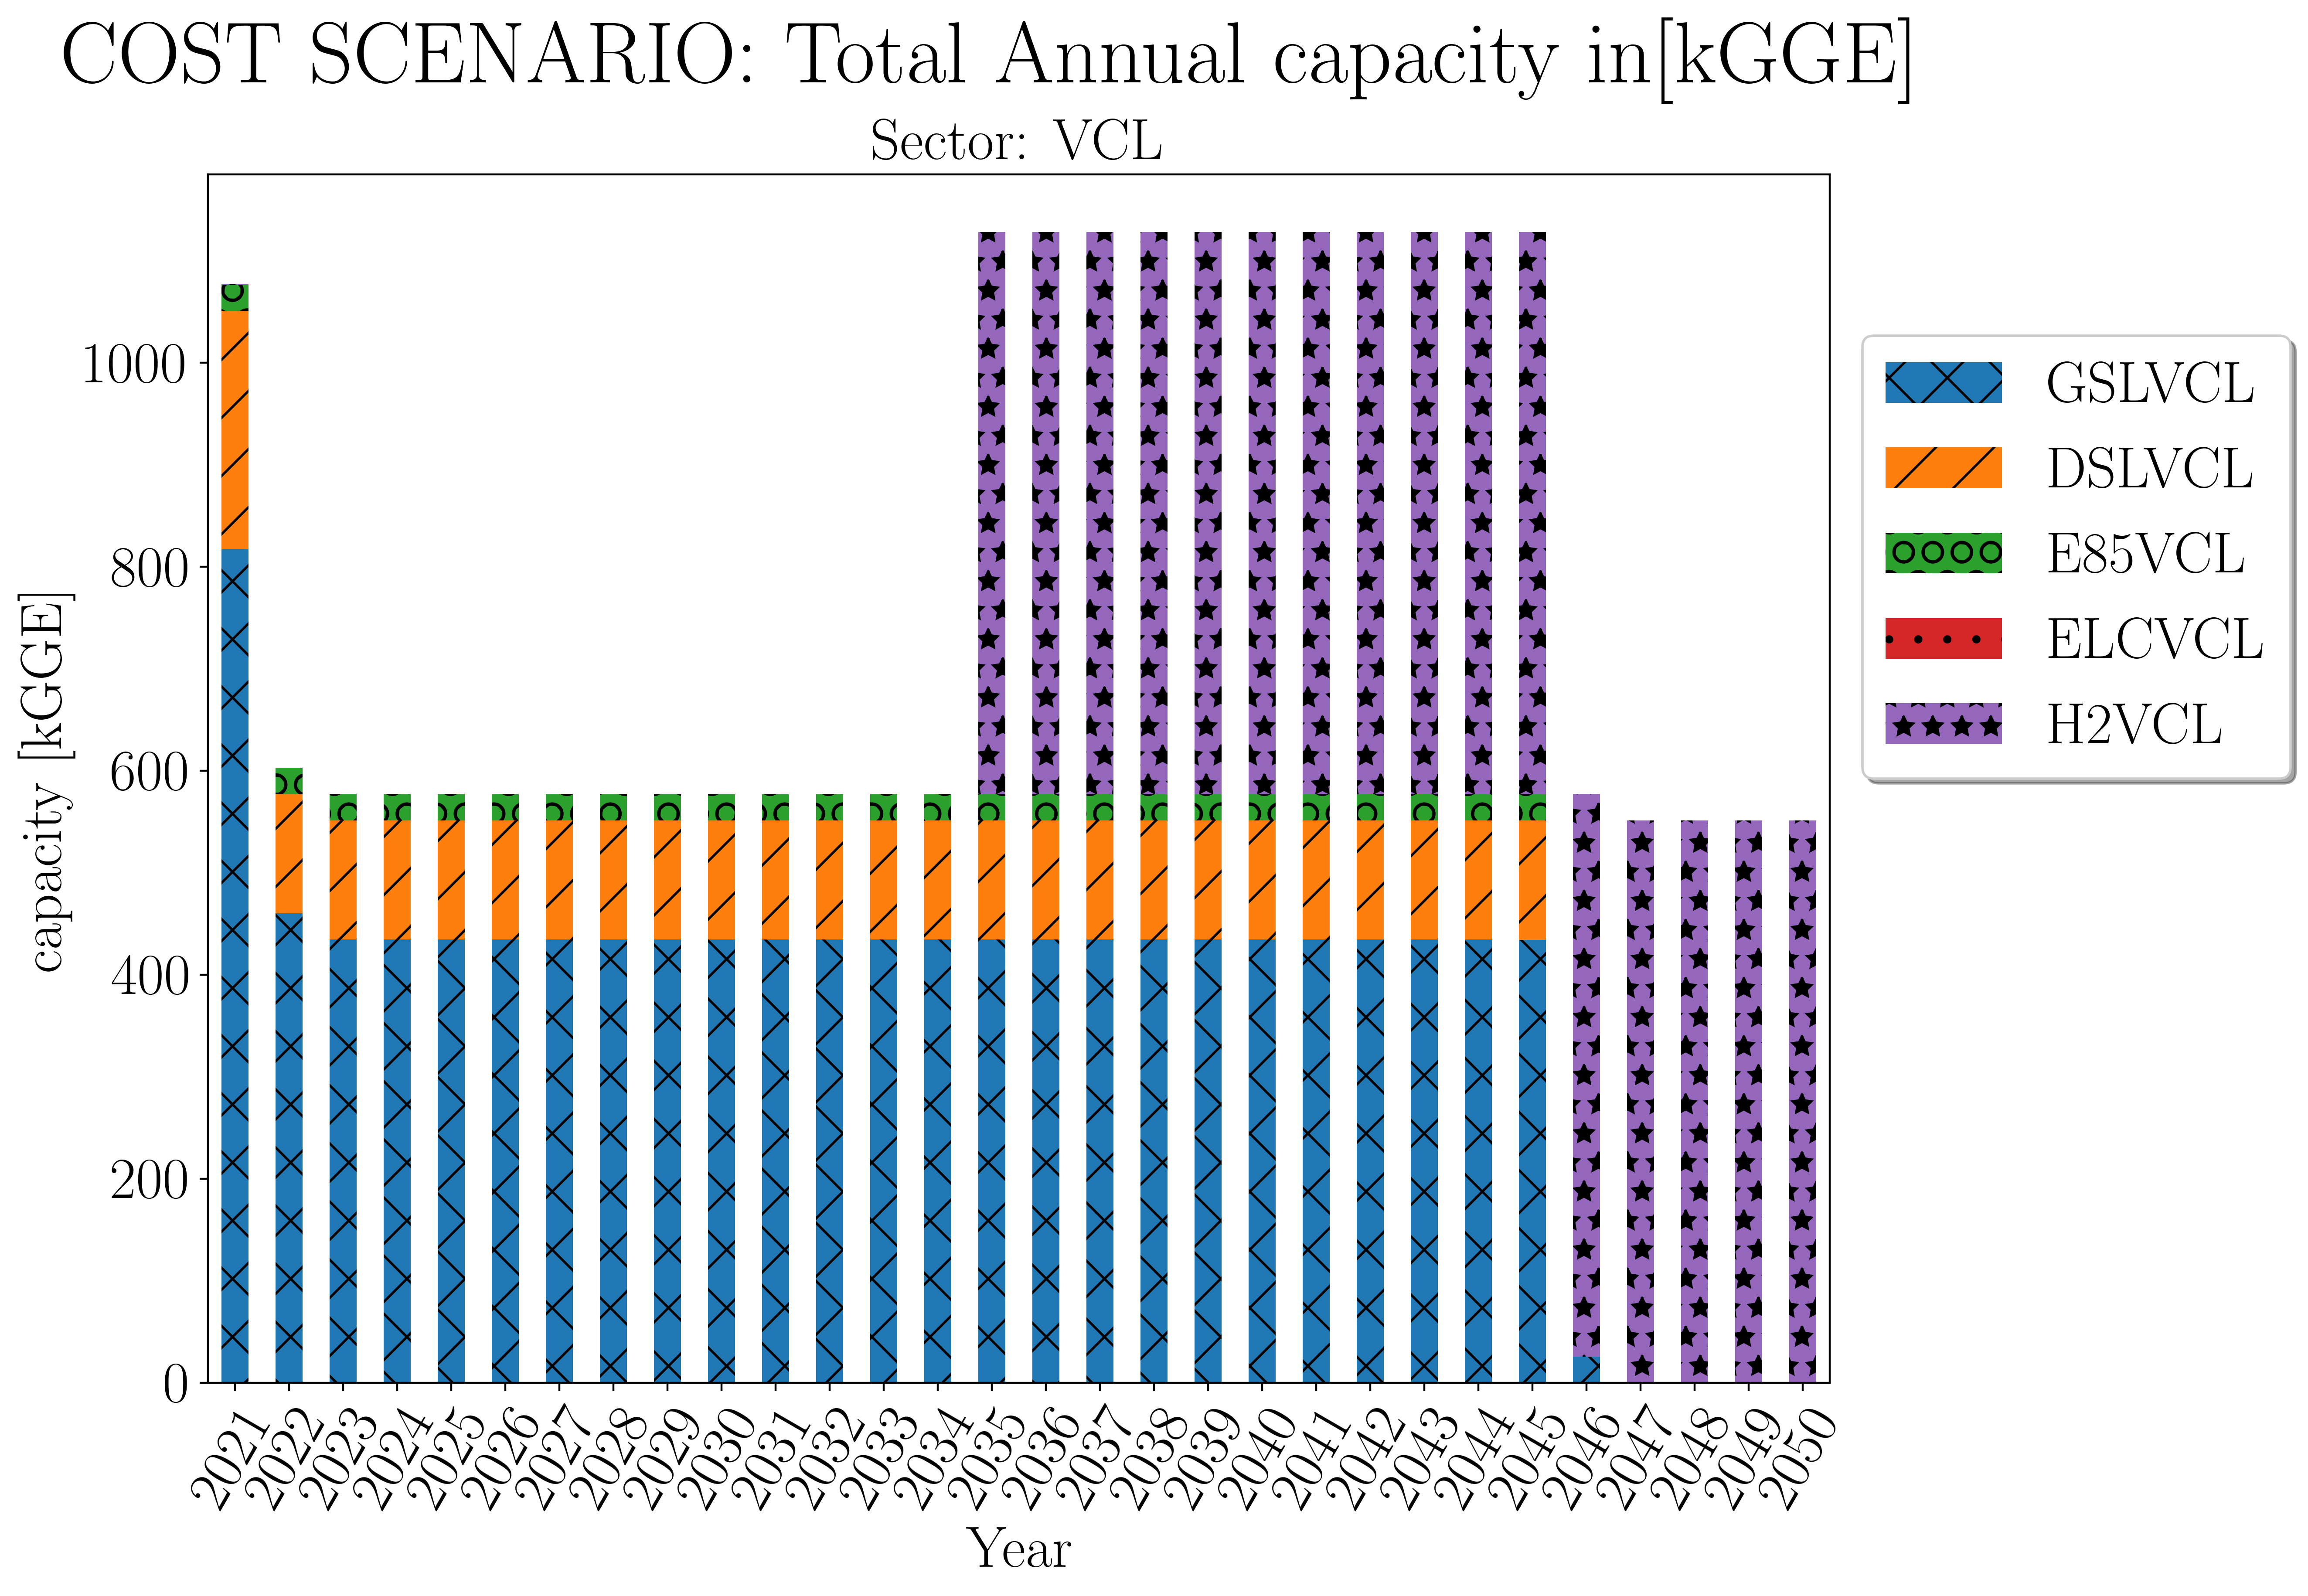 COST SCENARIO: Total Annual capacity in[kGGE]
Sector: VCL
capacity [kGGE]
1000
800
600
400
200
0
GSLVCL
DSLVCL
E85VCL
ELCVCL
H2VCL
2021 2022 2023 2024 2025 2026 2027 2028 2029 2030 2031 2032 2033 2034 2035 2036 2037 2038 2039 2040 2041 2042 2043 2044 2045 2046 2047 2048 2049 2050
Year